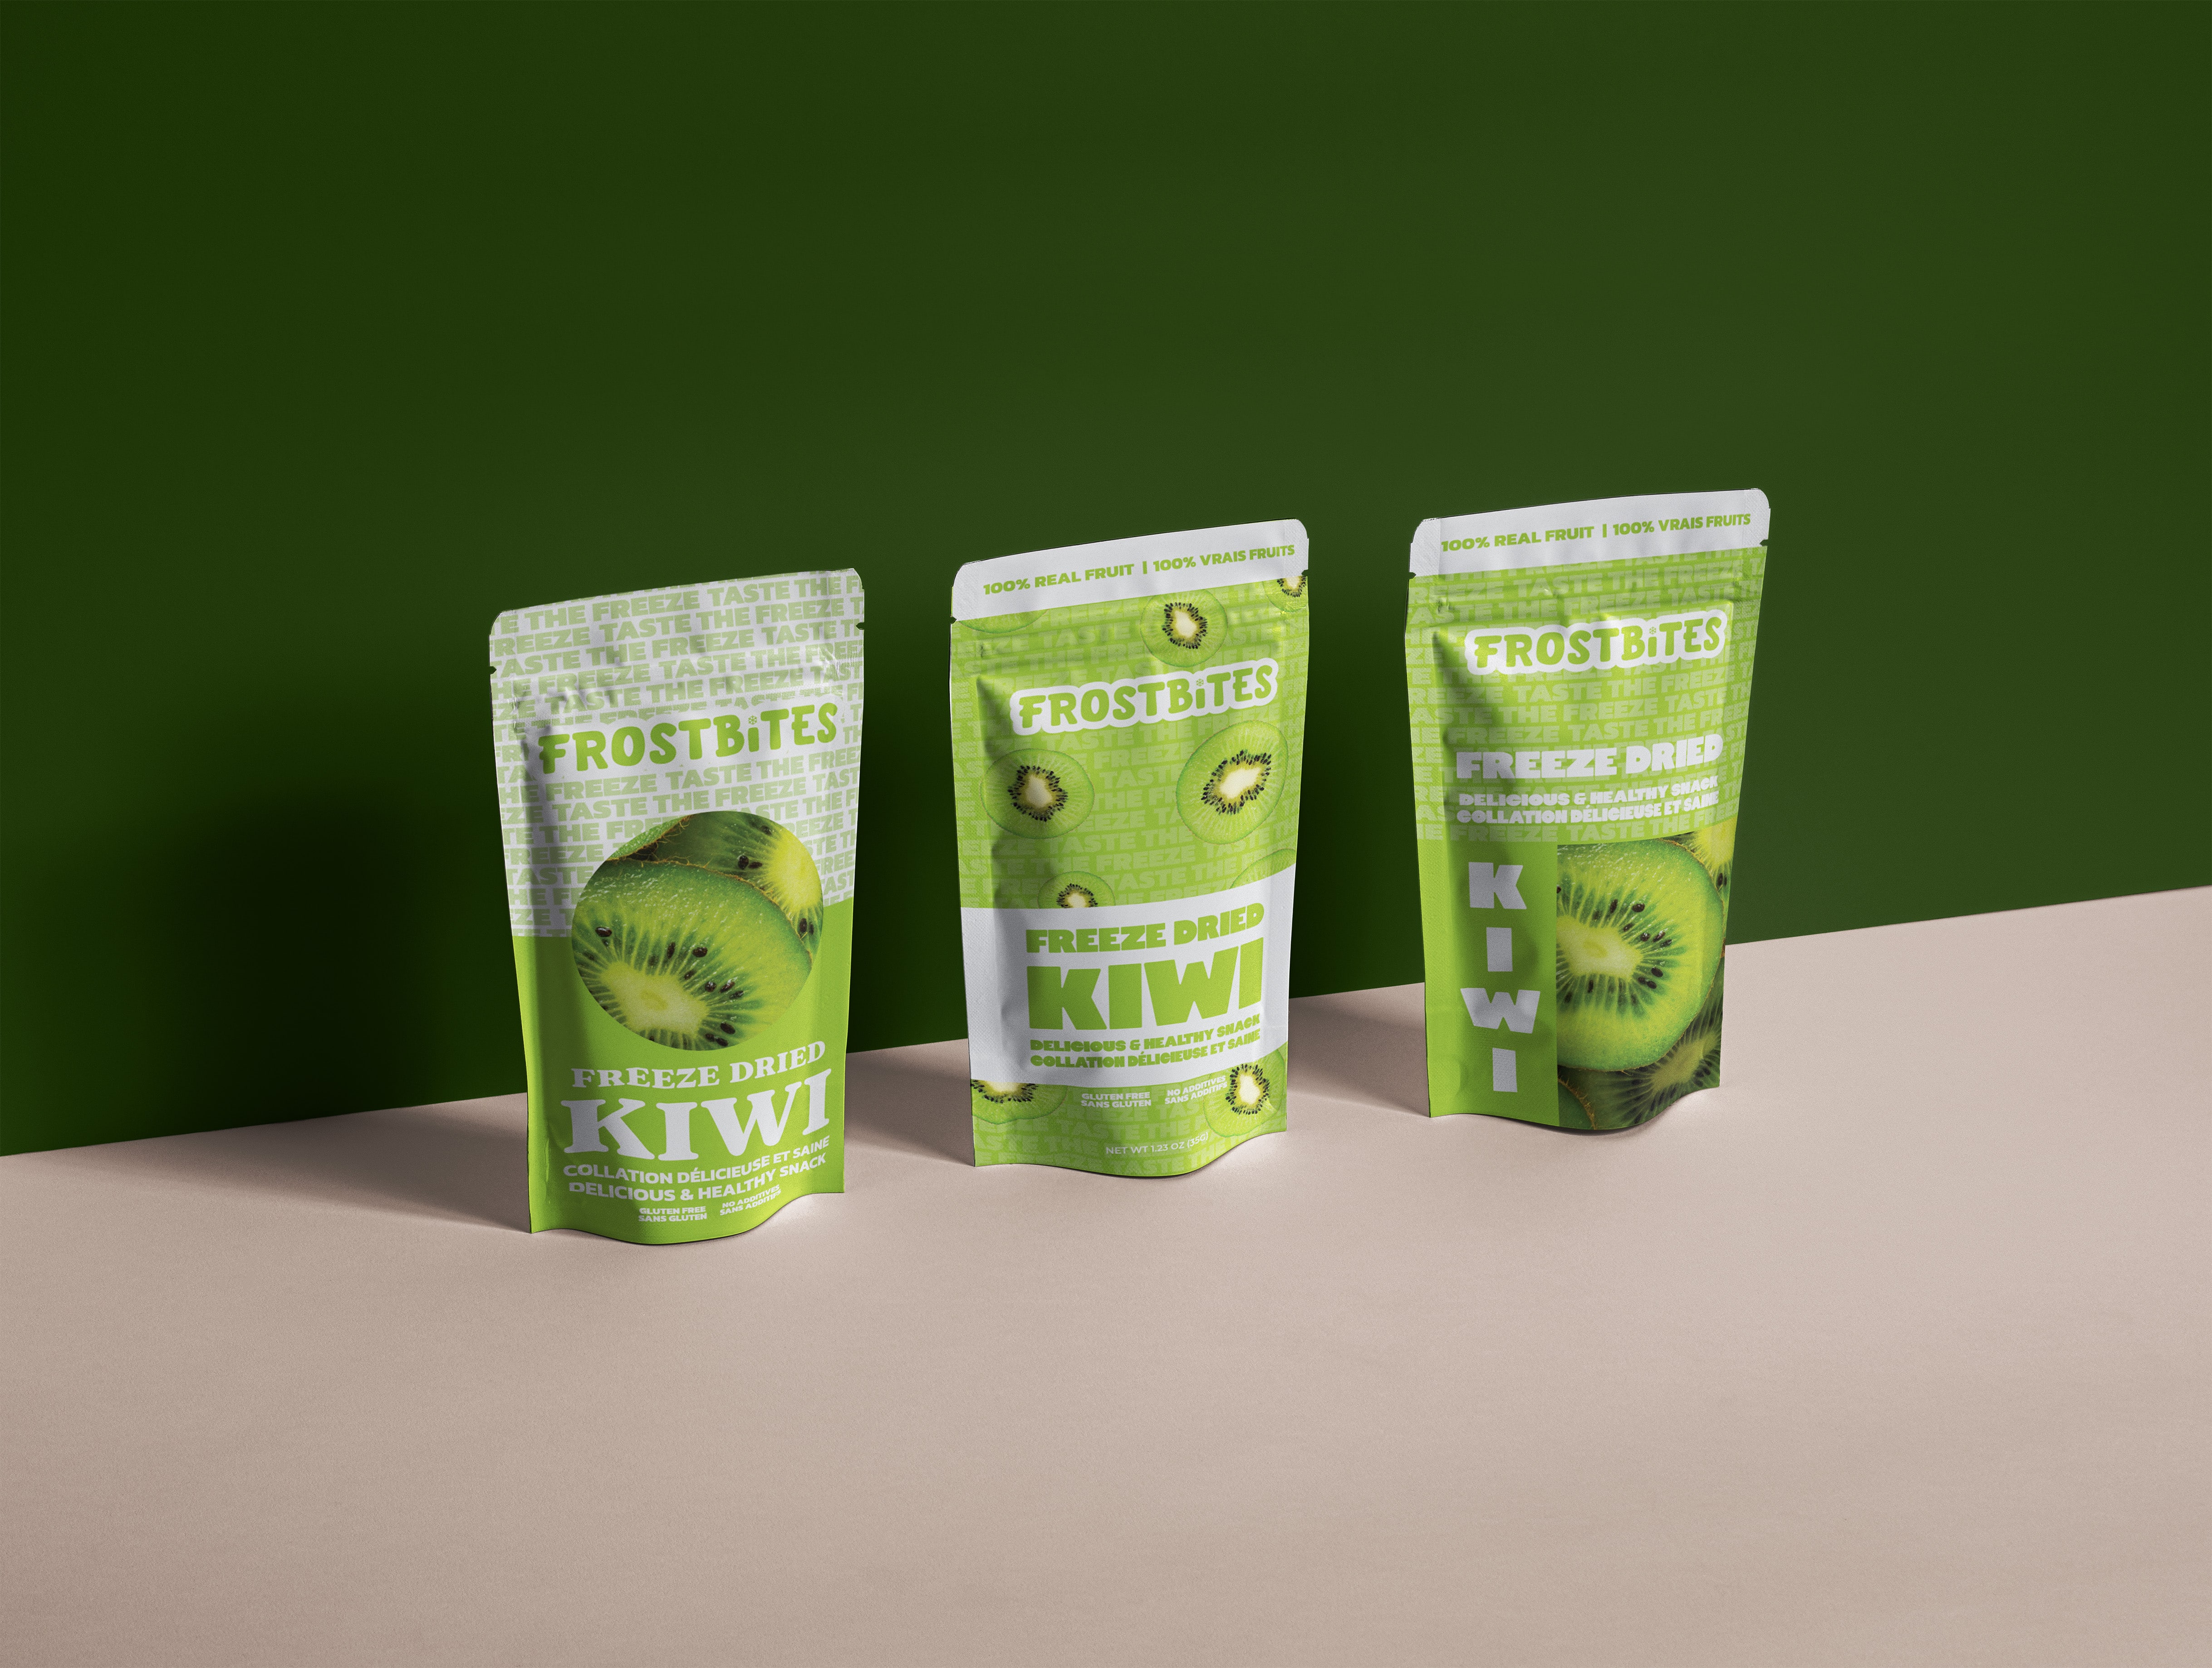 TASTE THE FREEZE
FROSTBiTES
FREEZE DRIED
KIWI
COLLATION DÉLICIEUSE ET SAINE
DELICIOUS & HEALTHY SNACK
GLUTEN FREE
SANS GLUTEN
NO ADDITIVES
SANS ADDITIFS
100% REAL FRUIT | 100% VRAIS FRUITS
TASTE THE FREEZE
FROSTBiTES
FREEZE DRIED
KIWI
DELICIOUS & HEALTHY SNACK
COLLATION DÉLICIEUSE ET SAINE
GLUTEN FREE
SANS GLUTEN
NO ADDITIVES
SANS ADDITIFS
NET WT 1.23 OZ (35G)
100% REAL FRUIT | 100% VRAIS FRUITS
TASTE THE FREEZE
FROSTBiTES
FREEZE DRIED
DELICIOUS & HEALTHY SNACK
COLLATION DÉLICIEUSE ET SAINE
KIWI